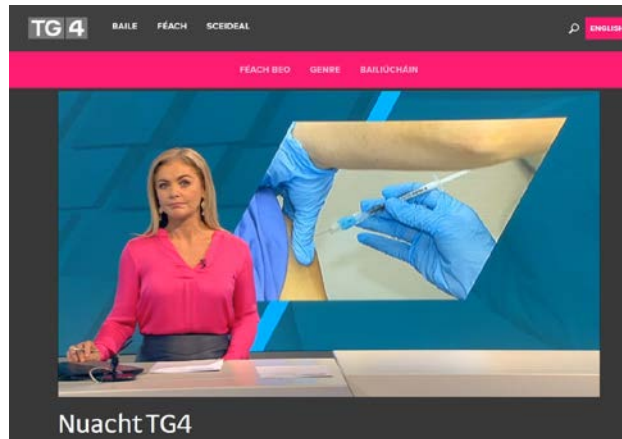 TG4 BAILE FÉACH SCEIDEAL ENGLISH
FÉACH BEO GENRE BAILIÚCHÁIN
Nuacht TG4